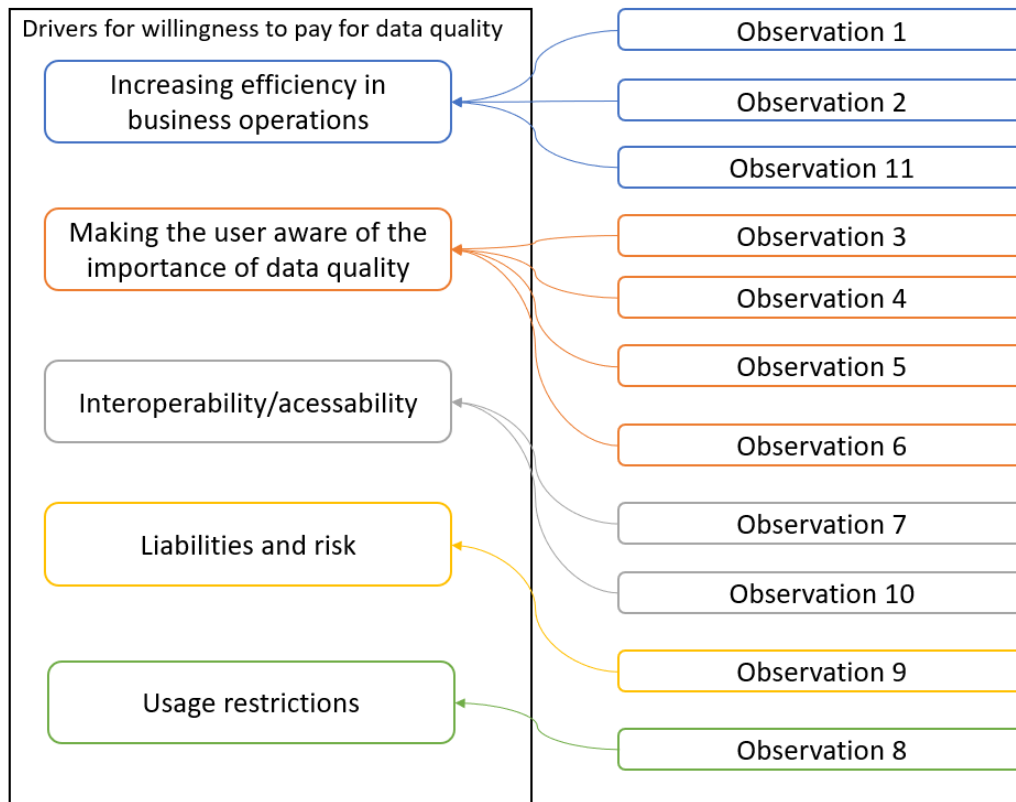 Drivers for willingness to pay for data quality
Increasing efficiency in
business operations
Making the user aware of the
importance of data quality
Interoperability/acessability
Liabilities and risk
Usage restrictions
Observation 1
Observation 2
Observation 11
Observation 3
Observation 4
Observation 5
Observation 6
Observation 7
Observation 10
Observation 9
Observation 8